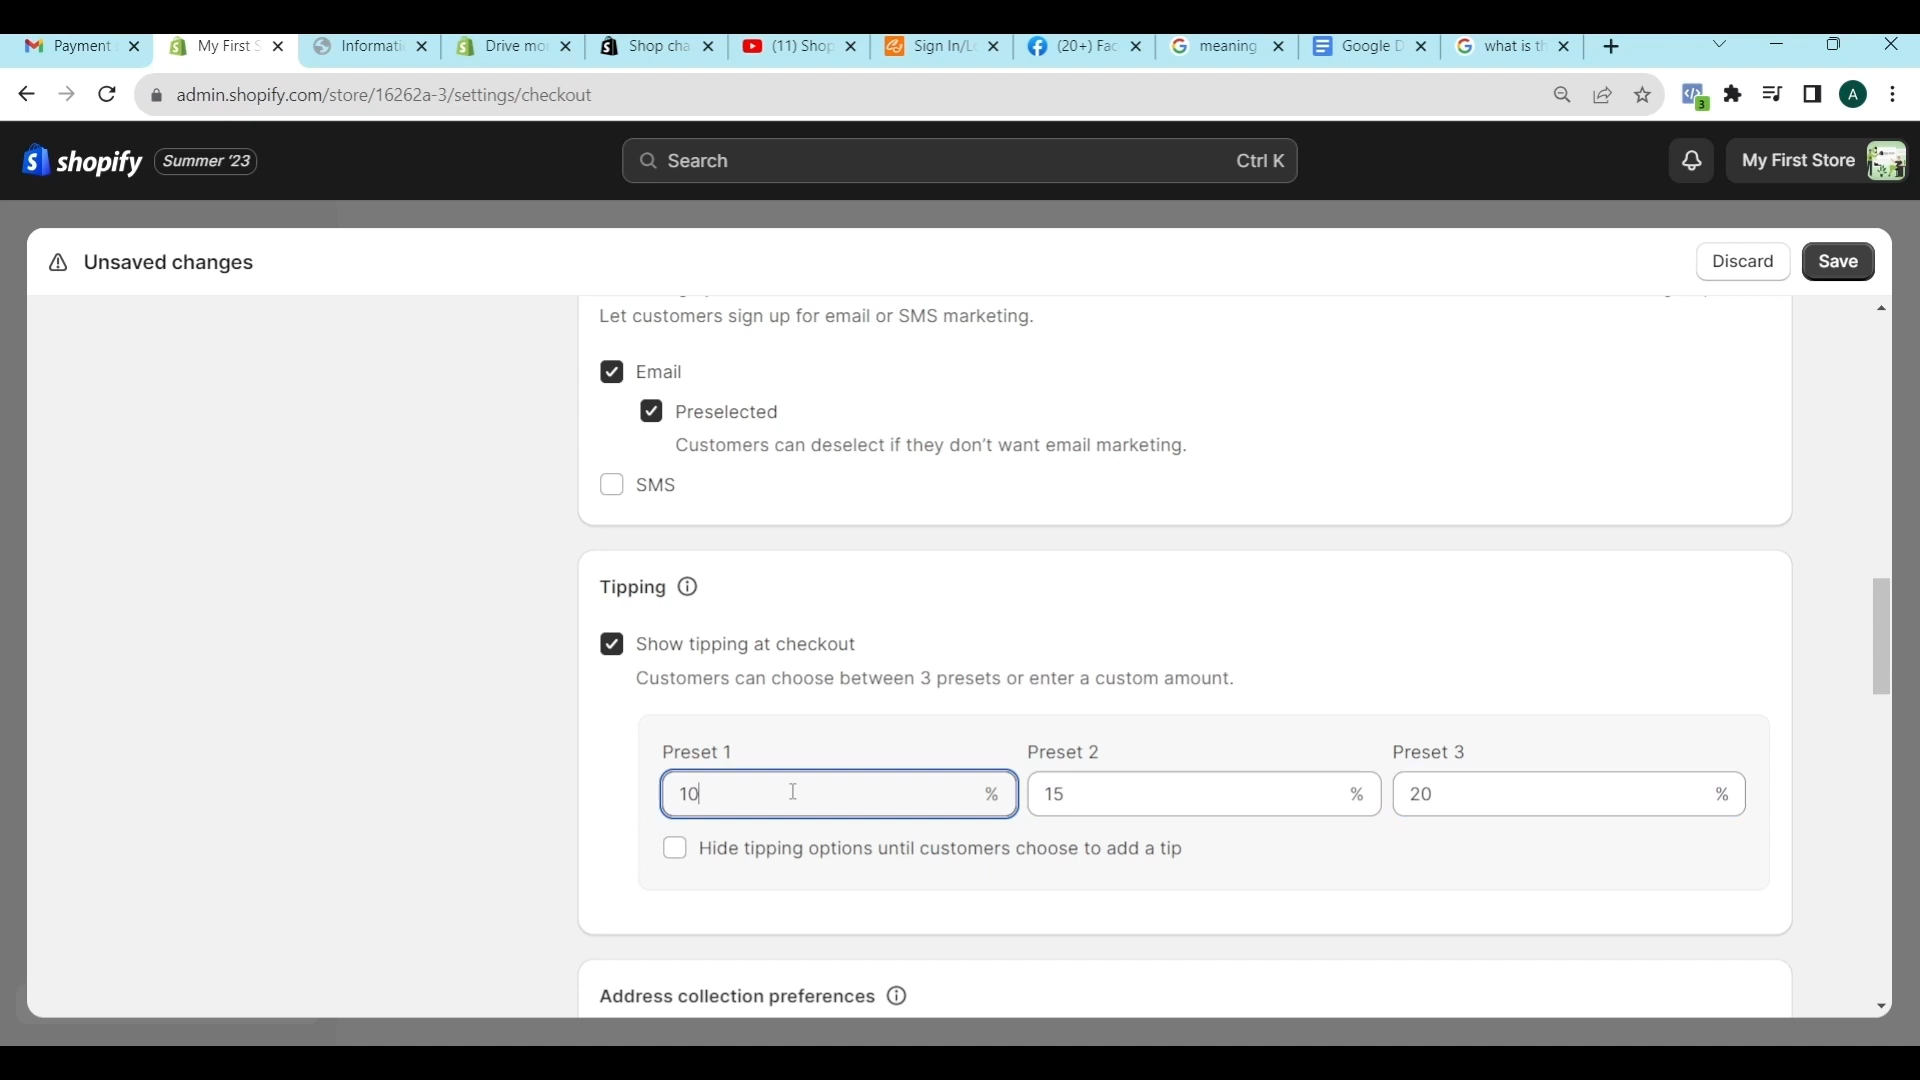 Payment My First S Informati Drive mo Shop cha (11) Shop Sign In/L (20+) Fac meaning Google D what is th
admin.shopify.com/store/16262a-3/settings/checkout
3
A
shopify Summer '23 Search Ctrl K My First Store
Unsaved changes Discard Save
Let customers sign up for email or SMS marketing.
Email
Preselected
Customers can deselect if they don't want email marketing.
SMS
Tipping
Show tipping at checkout
Customers can choose between 3 presets or enter a custom amount.
Preset 1 Preset 2 Preset 3
10 % 15 % 20 %
Hide tipping options until customers choose to add a tip
Address collection preferences